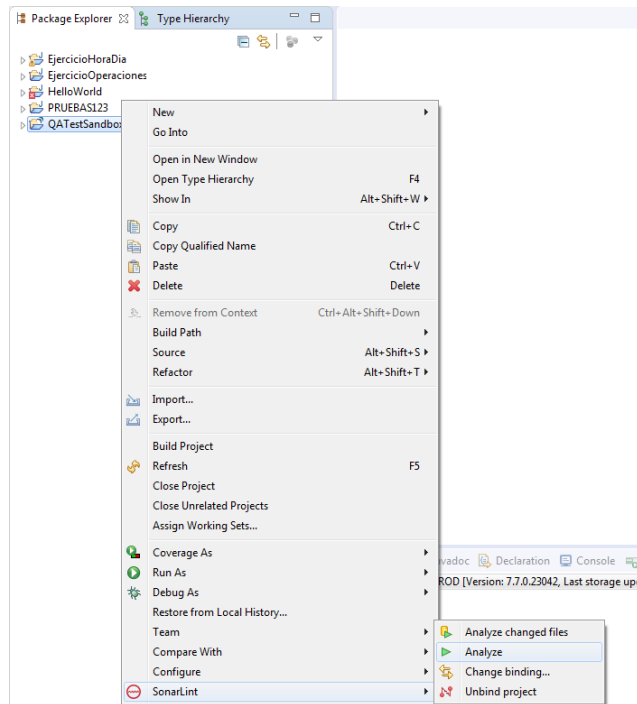 Package Explorer Type Hierarchy
EjercicioHoraDia
EjercicioOperaciones
HelloWorld
PRUEBAS123
QATestSandbox
New
Go Into
Open in New Window
Open Type Hierarchy F4
Show In Alt+Shift+W
Copy Ctrl+C
Copy Qualified Name
Paste Ctrl+V
Delete Delete
Remove from Context Ctrl+Alt+Shift+Down
Build Path
Source Alt+Shift+S
Refactor Alt+Shift+T
Import...
Export...
Build Project
Refresh F5
Close Project
Close Unrelated Projects
Assign Working Sets...
Coverage As
vadoc Declaration Console
Run As
ROD [Version: 7.7.0.23042, Last storage up
Debug As
Restore from Local History...
Team
Analyze changed files
Compare With
Analyze
Configure
Change binding...
SonarLint
Unbind project